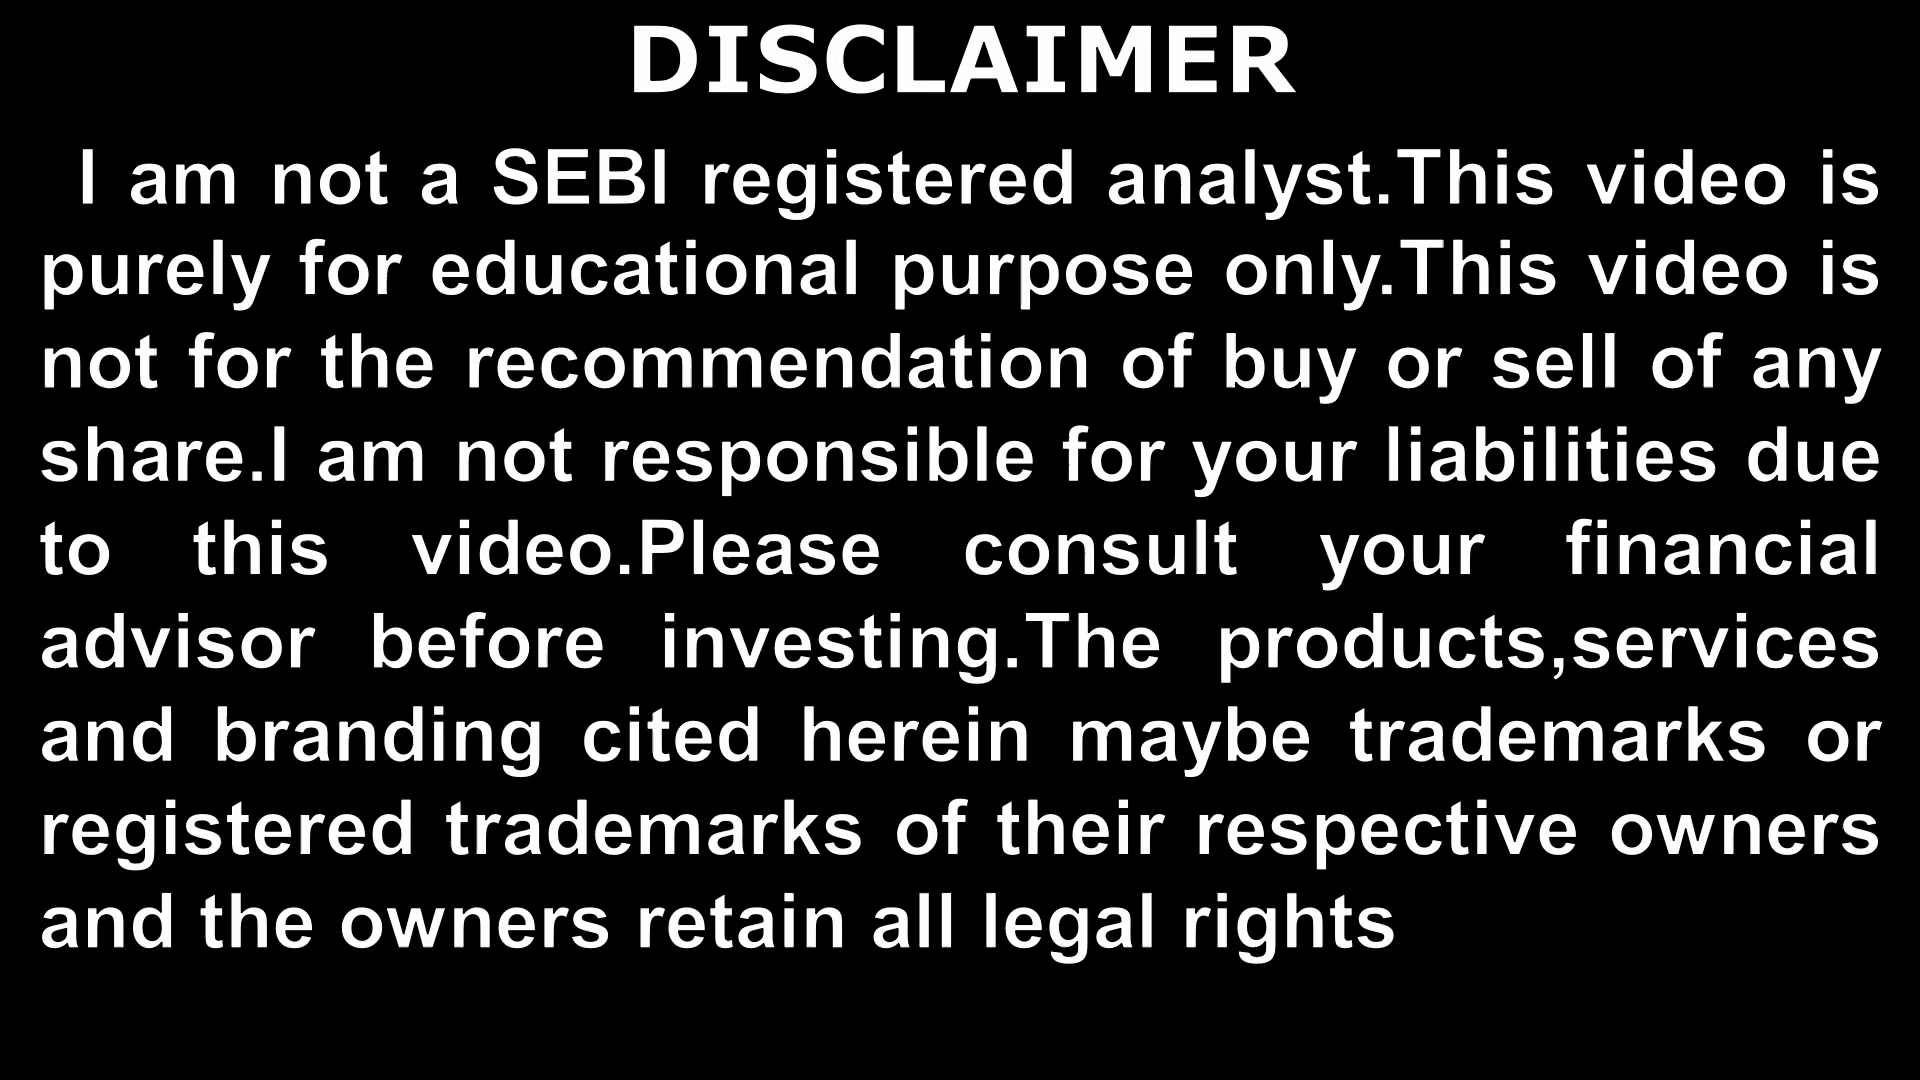 DISCLAIMER
I am not a SEBI registered analyst.This video is
purely for educational purpose only.This video is
not for the recommendation of buy or sell of any
share.I am not responsible for your liabilities due
to this video.Please consult your financial
advisor before investing.The products,services
and branding cited herein maybe trademarks or
registered trademarks of their respective owners
and the owners retain all legal rights